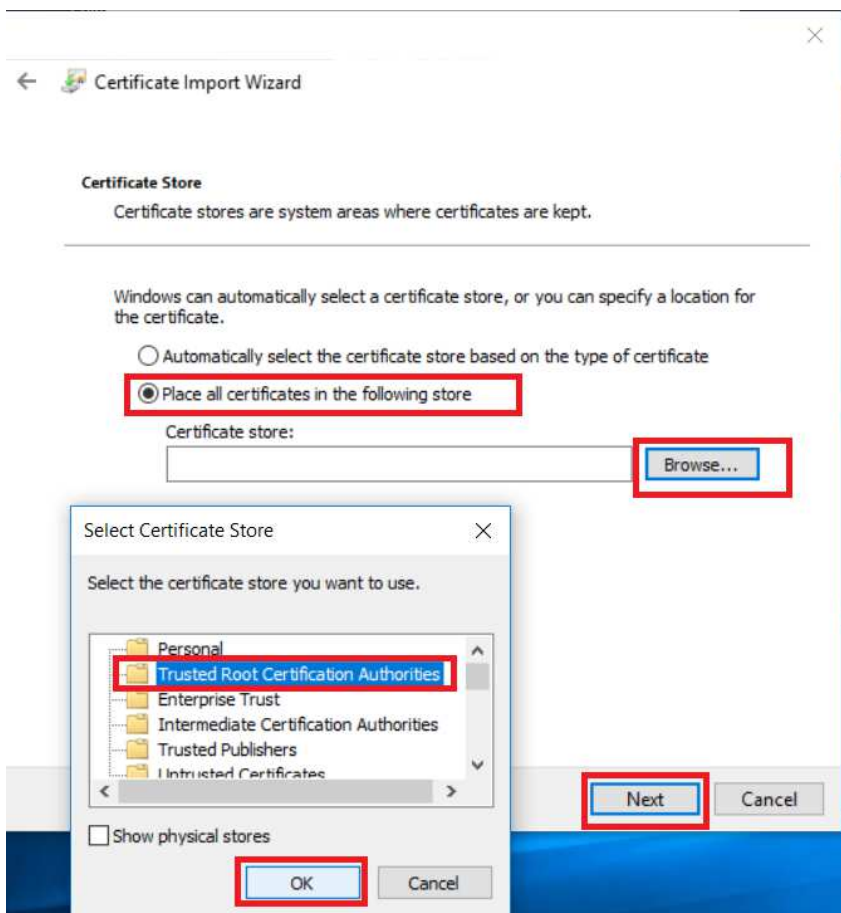 Certificate Import Wizard
Certificate Store
Certificate stores are system areas where certificates are kept.
Windows can automatically select a certificate store, or you can specify a location for
the certificate.
Automatically select the certificate store based on the type of certificate
Place all certificates in the following store
Certificate store:
Browse...
Select Certificate Store
Select the certificate store you want to use.
Personal
Trusted Root Certification Authorities
Enterprise Trust
Intermediate Certification Authorities
Trusted Publishers
Untrusted Certificates
Show physical stores
OK
Cancel
Next
Cancel